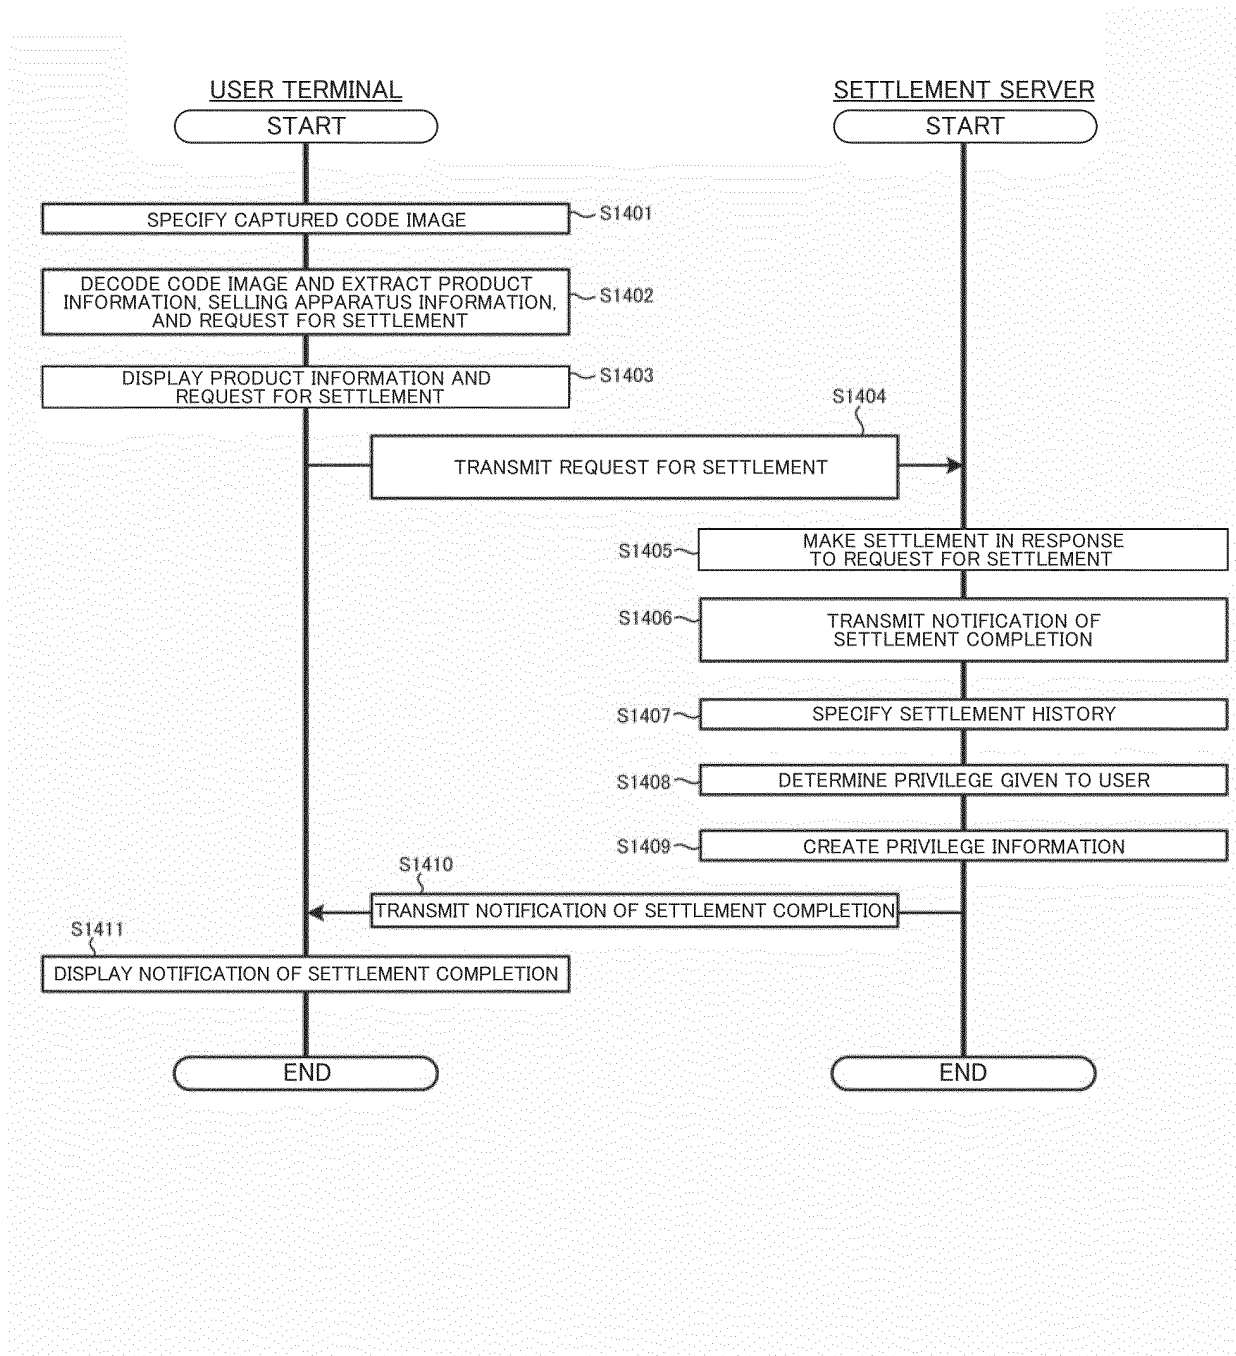 USER TERMINAL
SETTLEMENT SERVER
START
START
SPECIFY CAPTURED CODE IMAGE
S1401
DECODE CODE IMAGE AND EXTRACT PRODUCT
INFORMATION, SELLING APPARATUS INFORMATION,
AND REQUEST FOR SETTLEMENT
S1402
DISPLAY PRODUCT INFORMATION AND
REQUEST FOR SETTLEMENT
S1403
S1404
TRANSMIT REQUEST FOR SETTLEMENT
S1405
MAKE SETTLEMENT IN RESPONSE
TO REQUEST FOR SETTLEMENT
S1406
TRANSMIT NOTIFICATION OF
SETTLEMENT COMPLETION
S1407
SPECIFY SETTLEMENT HISTORY
S1408
DETERMINE PRIVILEGE GIVEN TO USER
S1409
CREATE PRIVILEGE INFORMATION
S1410
TRANSMIT NOTIFICATION OF SETTLEMENT COMPLETION
S1411
DISPLAY NOTIFICATION OF SETTLEMENT COMPLETION
END
END